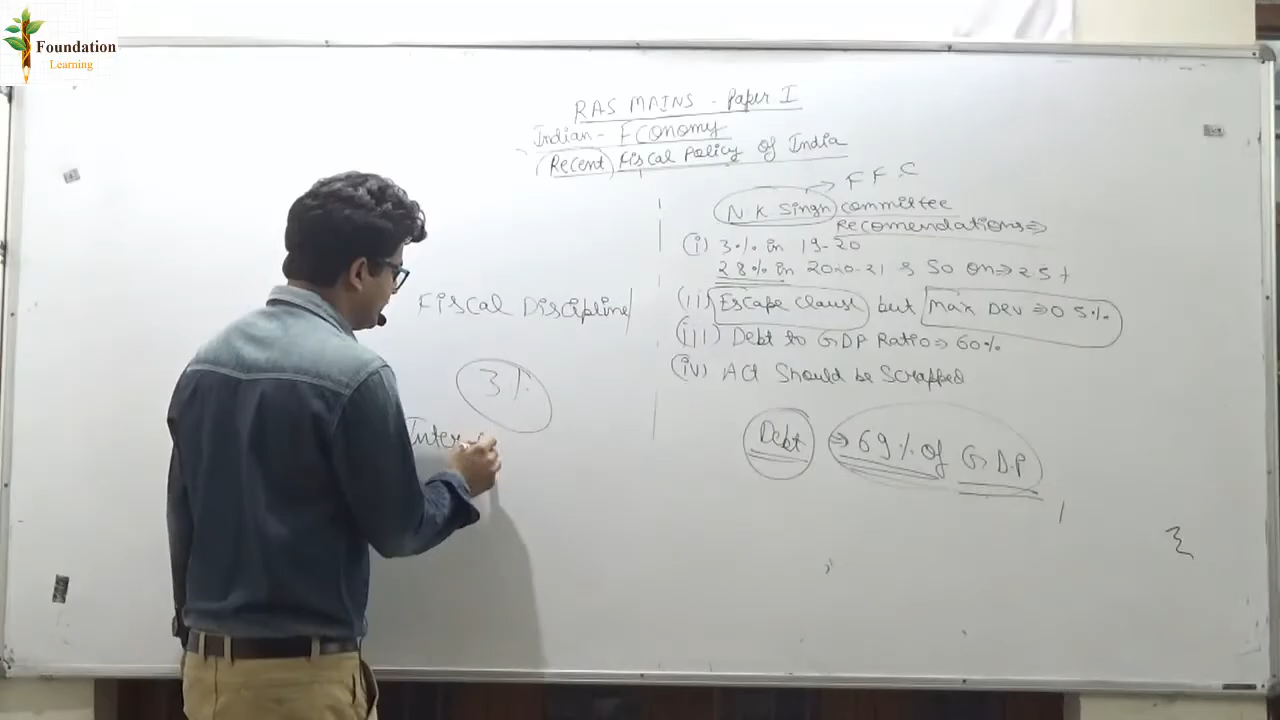 Foundation
Learning
RAS MAINS - Paper I
Indian - Economy
(Recent) Fiscal Policy of India
N K Singh committee → F F C
Recomendations ⇒
(i) 3% in 19-20
2 8% in 2020-21 & So on ⇒ 2 5 +
(ii) Escape clause but Max Dev ⇒ 0 5%
(iii) Debt to GDP Ratio ⇒ 60%
(iv) Act Should be Scrapped
Debt ⇒ 69% of G.D.P
Fiscal Discipline
3%
Inter